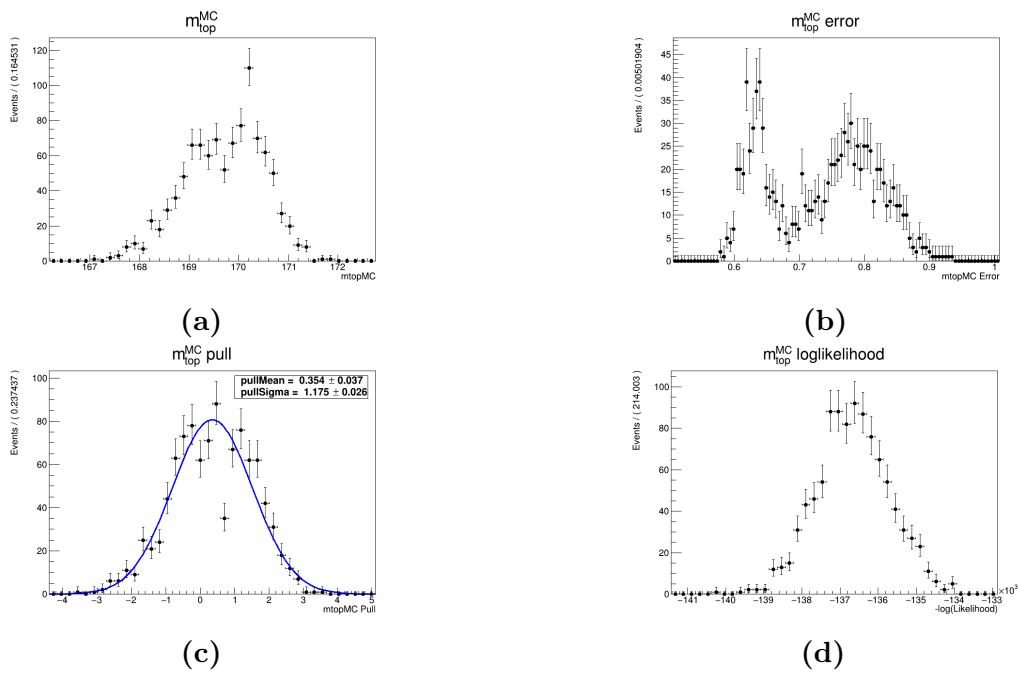 m_top^MC
Events / ( 0.164531 )
120
100
80
60
40
20
0
167 168 169 170 171 172
mtopMC
(a)
m_top^MC error
Events / ( 0.00501904 )
45
40
35
30
25
20
15
10
5
0
0.6 0.7 0.8 0.9 1
mtopMC Error
(b)
m_top^MC pull
Events / ( 0.237437 )
pullMean = 0.354 ± 0.037
pullSigma = 1.175 ± 0.026
100
80
60
40
20
0
−4 −3 −2 −1 0 1 2 3 4 5
mtopMC Pull
(c)
m_top^MC loglikelihood
Events / ( 214.003 )
100
80
60
40
20
0
−141 −140 −139 −138 −137 −136 −135 −134 −133
×10³
-log(Likelihood)
(d)